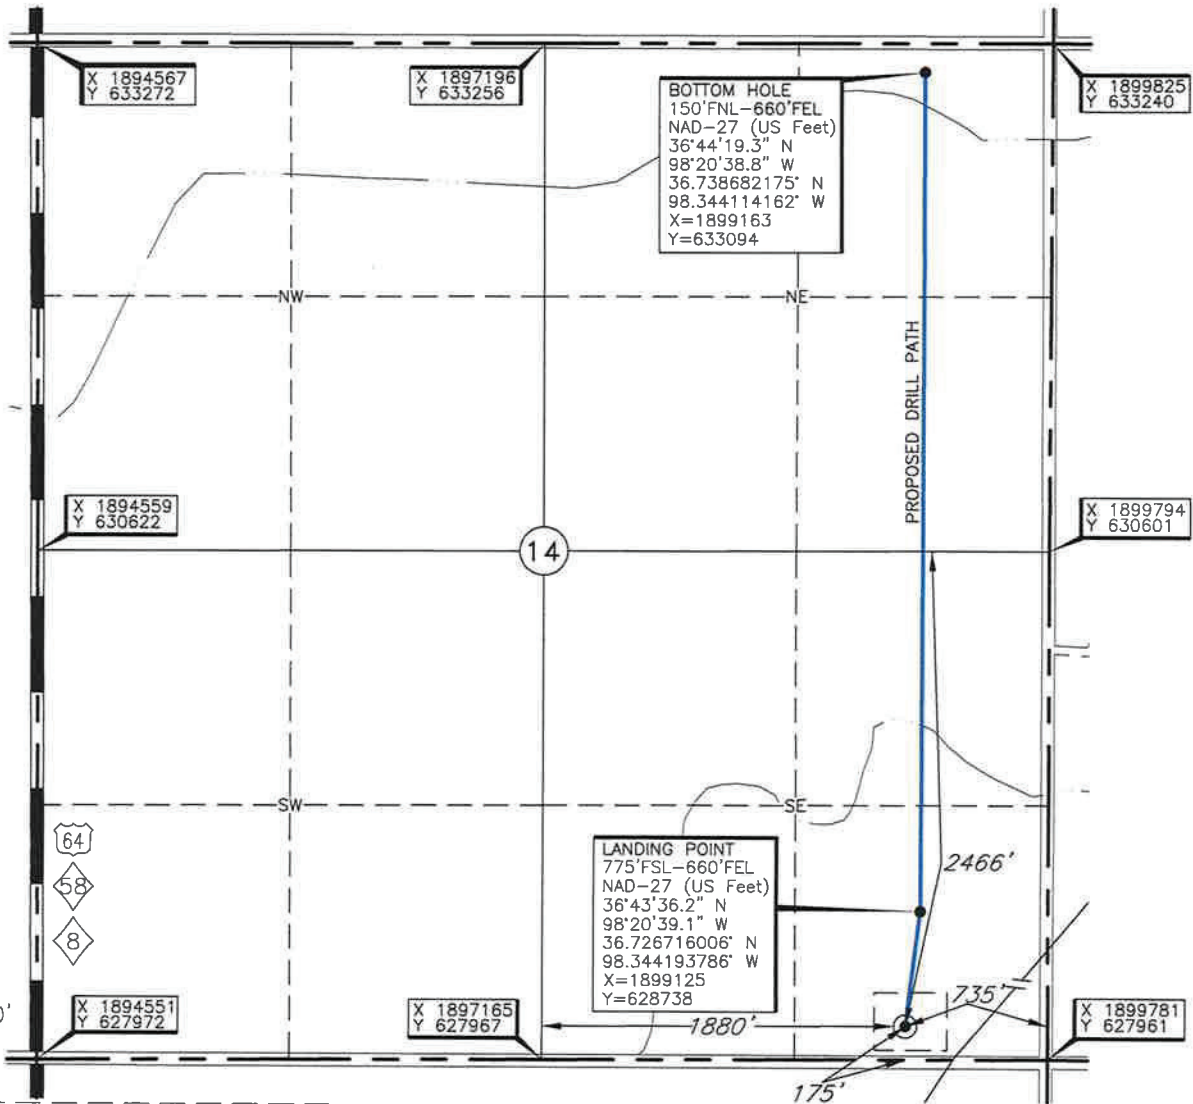 X 1894567
Y 633272
X 1897196
Y 633256
X 1899825
Y 633240
BOTTOM HOLE
150'FNL-660'FEL
NAD-27 (US Feet)
36°44'19.3" N
98°20'38.8" W
36.738682175° N
98.344114162° W
X=1899163
Y=633094
NW
NE
PROPOSED DRILL PATH
X 1894559
Y 630622
14
X 1899794
Y 630601
SW
SE
64
58
8
LANDING POINT
775'FSL-660'FEL
NAD-27 (US Feet)
36°43'36.2" N
98°20'39.1" W
36.726716006° N
98.344193786° W
X=1899125
Y=628738
2466'
X 1894551
Y 627972
X 1897165
Y 627967
1880'
735'
X 1899781
Y 627961
175'